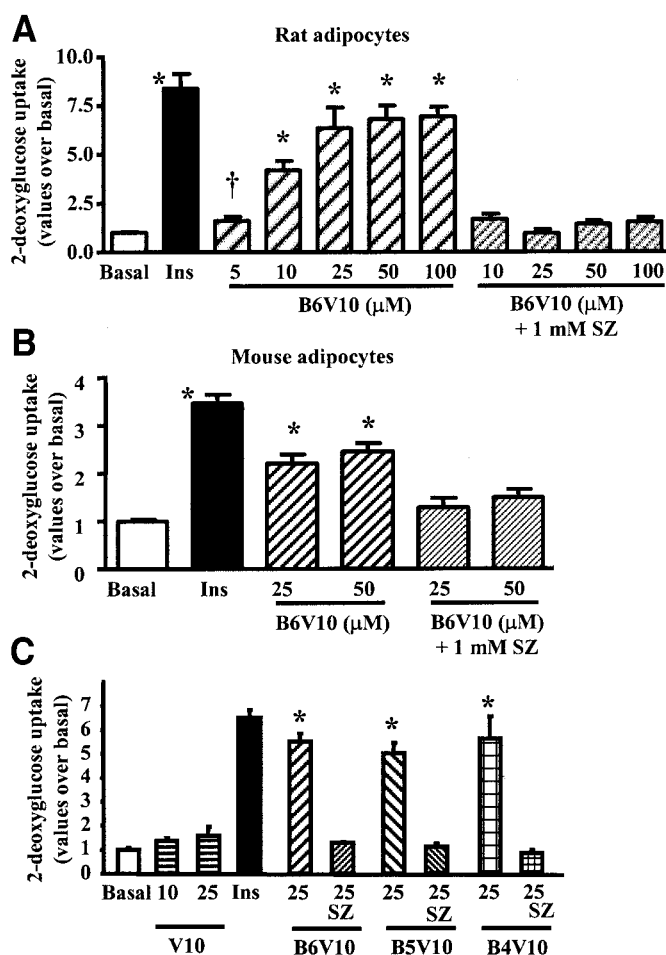 A
Rat adipocytes
2-deoxyglucose uptake
(values over basal)
10.0
7.5
5.0
2.5
0.0
* † * * * *
Basal Ins 5 10 25 50 100 10 25 50 100
B6V10 (µM) B6V10 (µM)
+ 1 mM SZ
B
Mouse adipocytes
2-deoxyglucose uptake
(values over basal)
4
3
2
1
0
* * *
Basal Ins 25 50 25 50
B6V10 (µM) B6V10 (µM)
+ 1 mM SZ
C
2-deoxyglucose uptake
(values over basal)
7
6
5
4
3
2
1
0
* * *
Basal 10 25 Ins 25 25 25 25 25 25
SZ SZ SZ
V10 B6V10 B5V10 B4V10